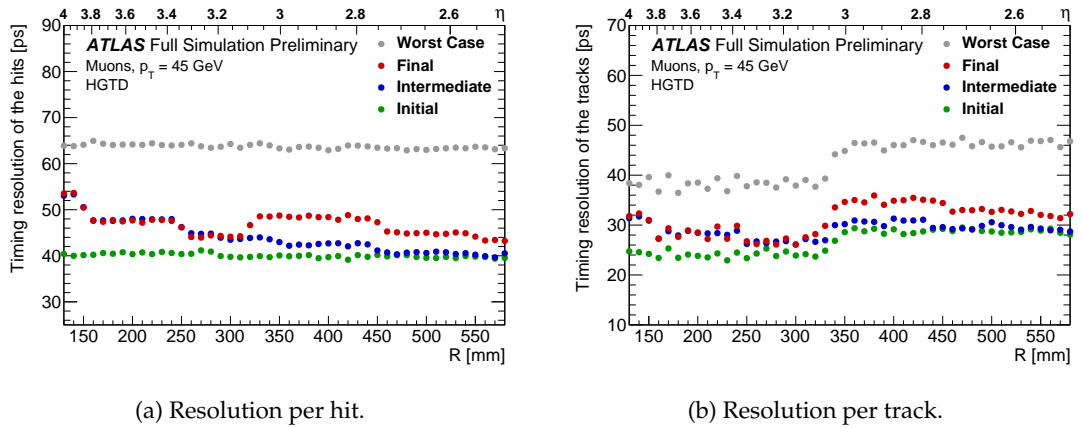 4 3.8 3.6 3.4 3.2 3 2.8 2.6 η
ATLAS Full Simulation Preliminary
Muons, p_T = 45 GeV
HGTD
Worst Case
Final
Intermediate
Initial
Timing resolution of the hits [ps]
90
80
70
60
50
40
30
150 200 250 300 350 400 450 500 550
R [mm]
(a) Resolution per hit.
4 3.8 3.6 3.4 3.2 3 2.8 2.6 η
ATLAS Full Simulation Preliminary
Muons, p_T = 45 GeV
HGTD
Worst Case
Final
Intermediate
Initial
Timing resolution of the tracks [ps]
70
60
50
40
30
20
10
150 200 250 300 350 400 450 500 550
R [mm]
(b) Resolution per track.